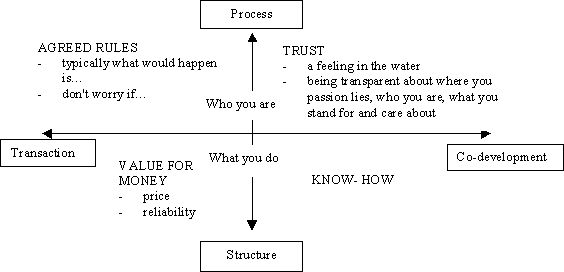 Process
AGREED RULES
- typically what would happen
is...
- don't worry if...
TRUST
- a feeling in the water
- being transparent about where you
passion lies, who you are, what you
stand for and care about
Who you are
Transaction
What you do
Co-development
VALUE FOR
MONEY
- price
- reliability
KNOW- HOW
Structure